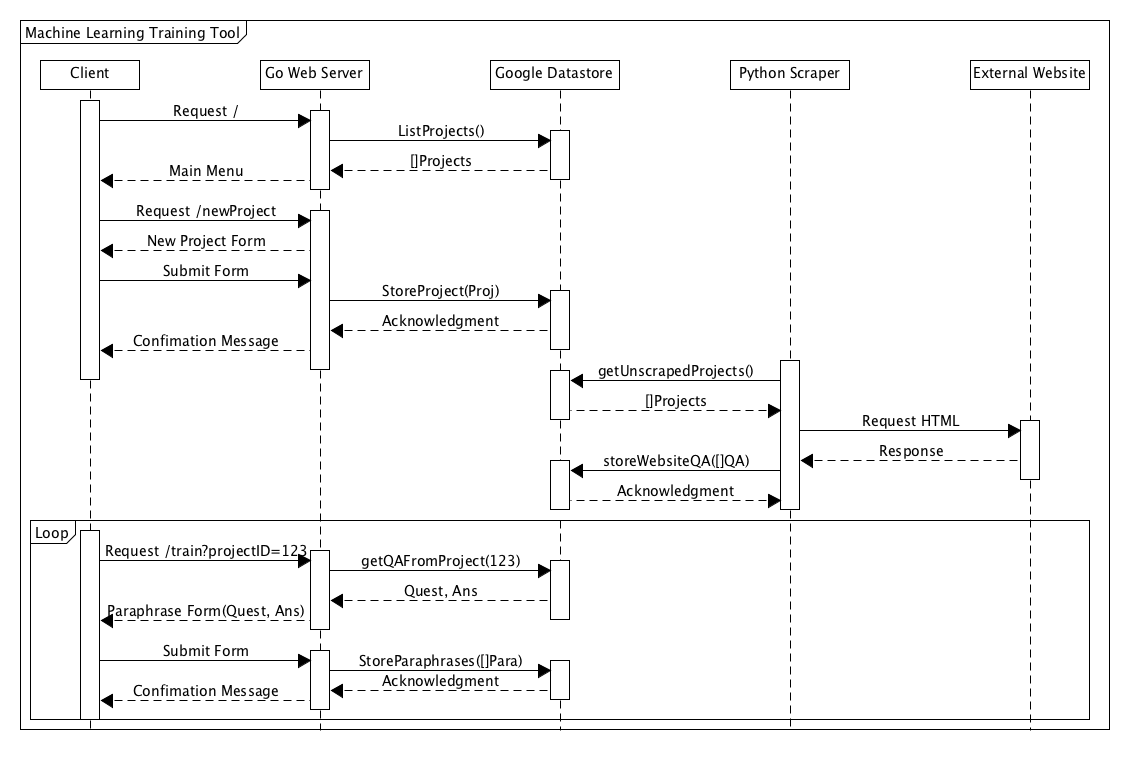 Machine Learning Training Tool
Client
Go Web Server
Google Datastore
Python Scraper
External Website
Request /
ListProjects()
[]Projects
Main Menu
Request /newProject
New Project Form
Submit Form
StoreProject(Proj)
Acknowledgment
Confimation Message
getUnscrapedProjects()
[]Projects
Request HTML
Response
storeWebsiteQA([]QA)
Acknowledgment
Loop
Request /train?projectID=123
getQAFromProject(123)
Quest, Ans
Paraphrase Form(Quest, Ans)
Submit Form
StoreParaphrases([]Para)
Acknowledgment
Confimation Message